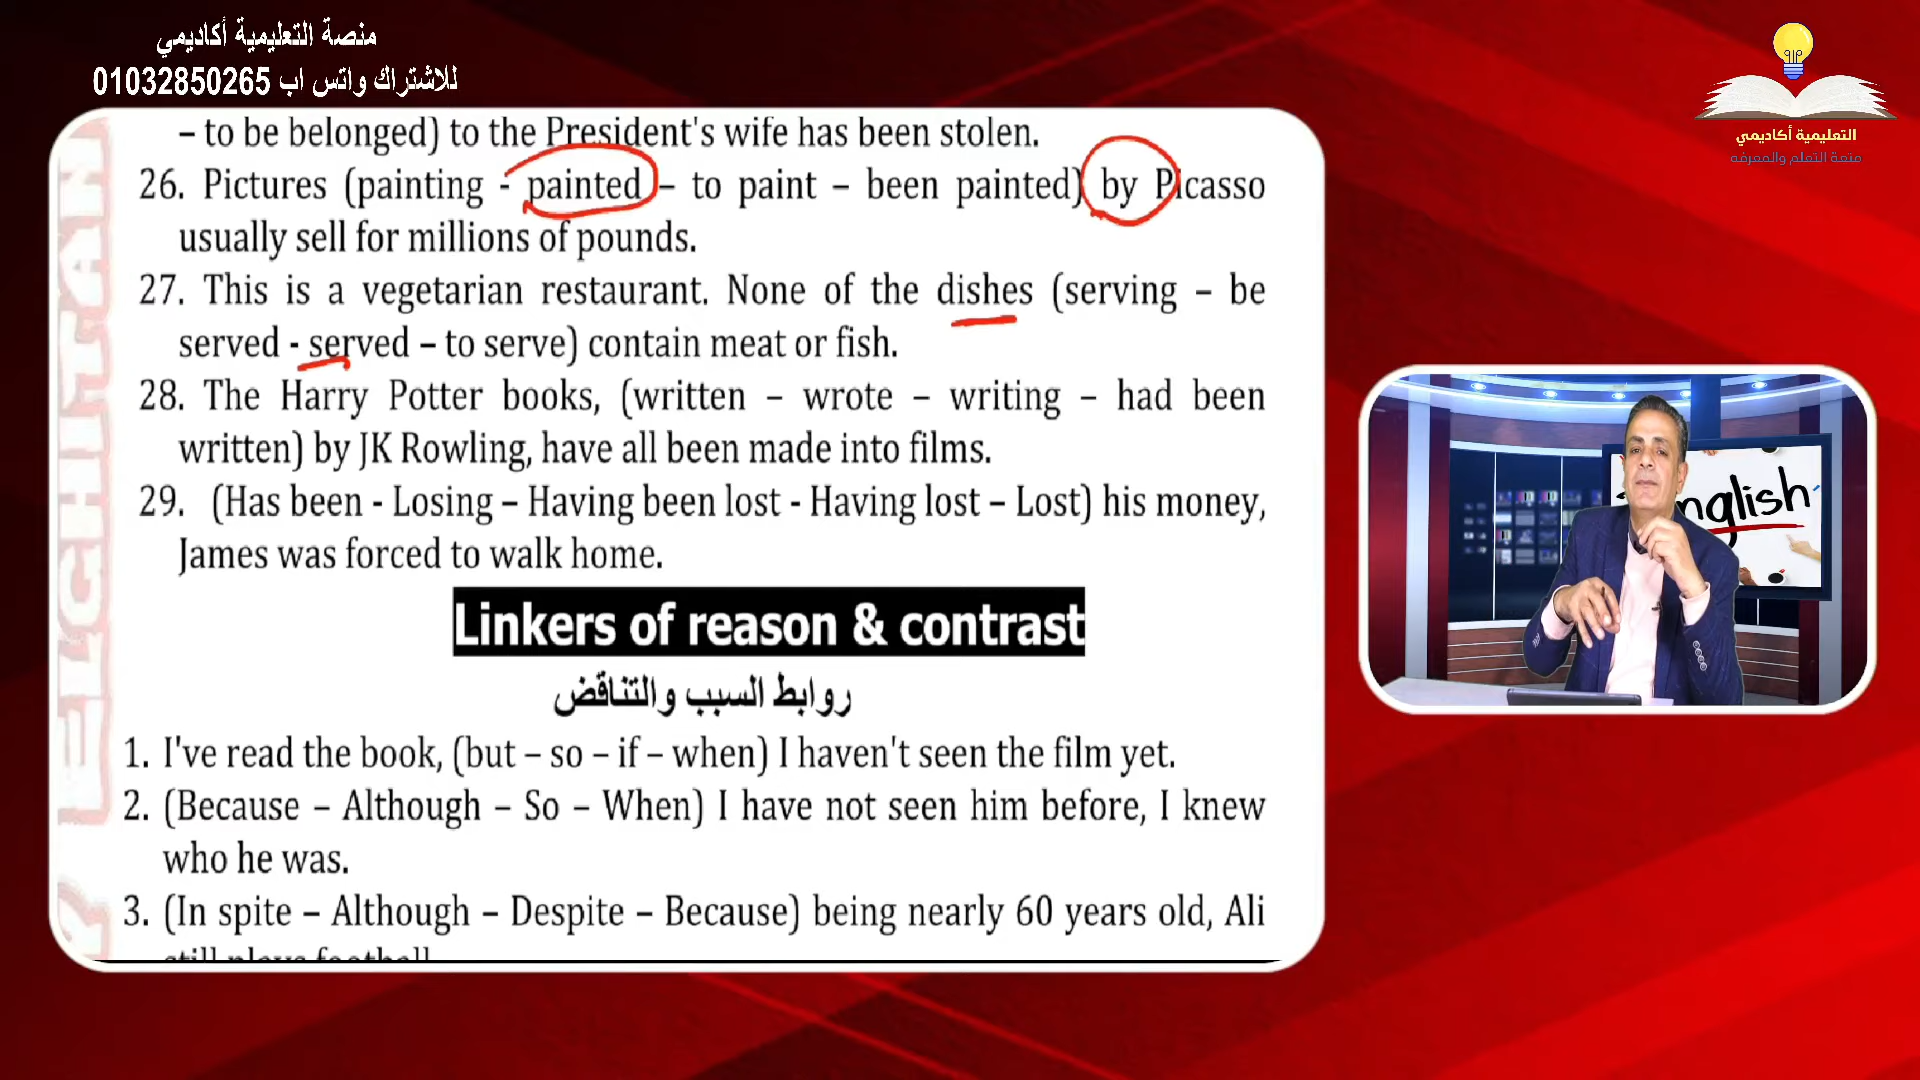 منصة التعليمية أكاديمي
للاشتراك واتس اب 01032850265
التعليمية أكاديمي
متعة التعلم والمعرفه
– to be belonged) to the President's wife has been stolen.
26. Pictures (painting - painted – to paint – been painted) by Picasso
usually sell for millions of pounds.
27. This is a vegetarian restaurant. None of the dishes (serving – be
served - served – to serve) contain meat or fish.
28. The Harry Potter books, (written – wrote – writing – had been
written) by JK Rowling, have all been made into films.
29. (Has been - Losing – Having been lost - Having lost – Lost) his money,
James was forced to walk home.
Linkers of reason & contrast
روابط السبب والتناقض
1. I've read the book, (but – so – if – when) I haven't seen the film yet.
2. (Because – Although – So – When) I have not seen him before, I knew
who he was.
3. (In spite – Although – Despite – Because) being nearly 60 years old, Ali
still plays football
ELGHITAN
nglish